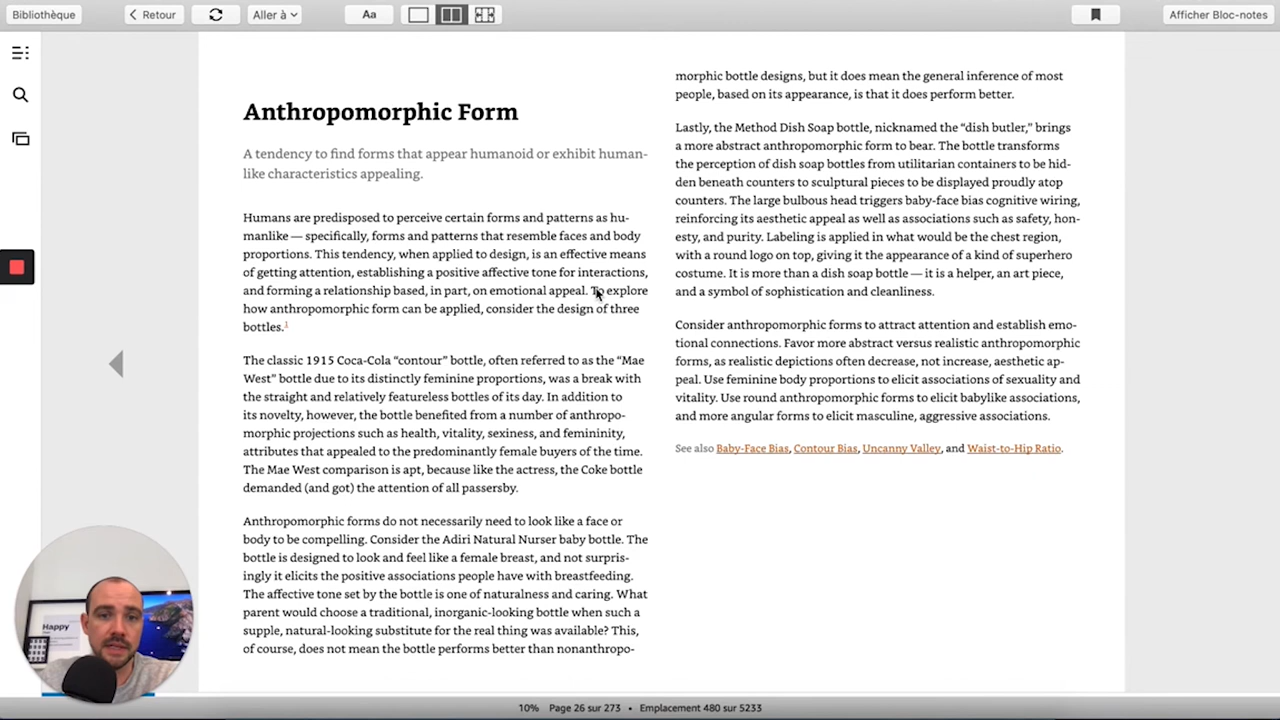 Bibliothèque
Retour
Aller à
Aa
Afficher Bloc-notes
Anthropomorphic Form
A tendency to find forms that appear humanoid or exhibit human-
like characteristics appealing.
Humans are predisposed to perceive certain forms and patterns as hu-
manlike — specifically, forms and patterns that resemble faces and body
proportions. This tendency, when applied to design, is an effective means
of getting attention, establishing a positive affective tone for interactions,
and forming a relationship based, in part, on emotional appeal. To explore
how anthropomorphic form can be applied, consider the design of three
bottles.1
The classic 1915 Coca-Cola “contour” bottle, often referred to as the “Mae
West” bottle due to its distinctly feminine proportions, was a break with
the straight and relatively featureless bottles of its day. In addition to
its novelty, however, the bottle benefited from a number of anthropo-
morphic projections such as health, vitality, sexiness, and femininity,
attributes that appealed to the predominantly female buyers of the time.
The Mae West comparison is apt, because like the actress, the Coke bottle
demanded (and got) the attention of all passersby.
Anthropomorphic forms do not necessarily need to look like a face or
body to be compelling. Consider the Adiri Natural Nurser baby bottle. The
bottle is designed to look and feel like a female breast, and not surpris-
ingly it elicits the positive associations people have with breastfeeding.
The affective tone set by the bottle is one of naturalness and caring. What
parent would choose a traditional, inorganic-looking bottle when such a
supple, natural-looking substitute for the real thing was available? This,
of course, does not mean the bottle performs better than nonanthropo-
morphic bottle designs, but it does mean the general inference of most
people, based on its appearance, is that it does perform better.
Lastly, the Method Dish Soap bottle, nicknamed the “dish butler,” brings
a more abstract anthropomorphic form to bear. The bottle transforms
the perception of dish soap bottles from utilitarian containers to be hid-
den beneath counters to sculptural pieces to be displayed proudly atop
counters. The large bulbous head triggers baby-face bias cognitive wiring,
reinforcing its aesthetic appeal as well as associations such as safety, hon-
esty, and purity. Labeling is applied in what would be the chest region,
with a round logo on top, giving it the appearance of a kind of superhero
costume. It is more than a dish soap bottle — it is a helper, an art piece,
and a symbol of sophistication and cleanliness.
Consider anthropomorphic forms to attract attention and establish emo-
tional connections. Favor more abstract versus realistic anthropomorphic
forms, as realistic depictions often decrease, not increase, aesthetic ap-
peal. Use feminine body proportions to elicit associations of sexuality and
vitality. Use round anthropomorphic forms to elicit babylike associations,
and more angular forms to elicit masculine, aggressive associations.
See also Baby-Face Bias, Contour Bias, Uncanny Valley, and Waist-to-Hip Ratio.
Happy
10% Page 26 sur 273 • Emplacement 480 sur 5233